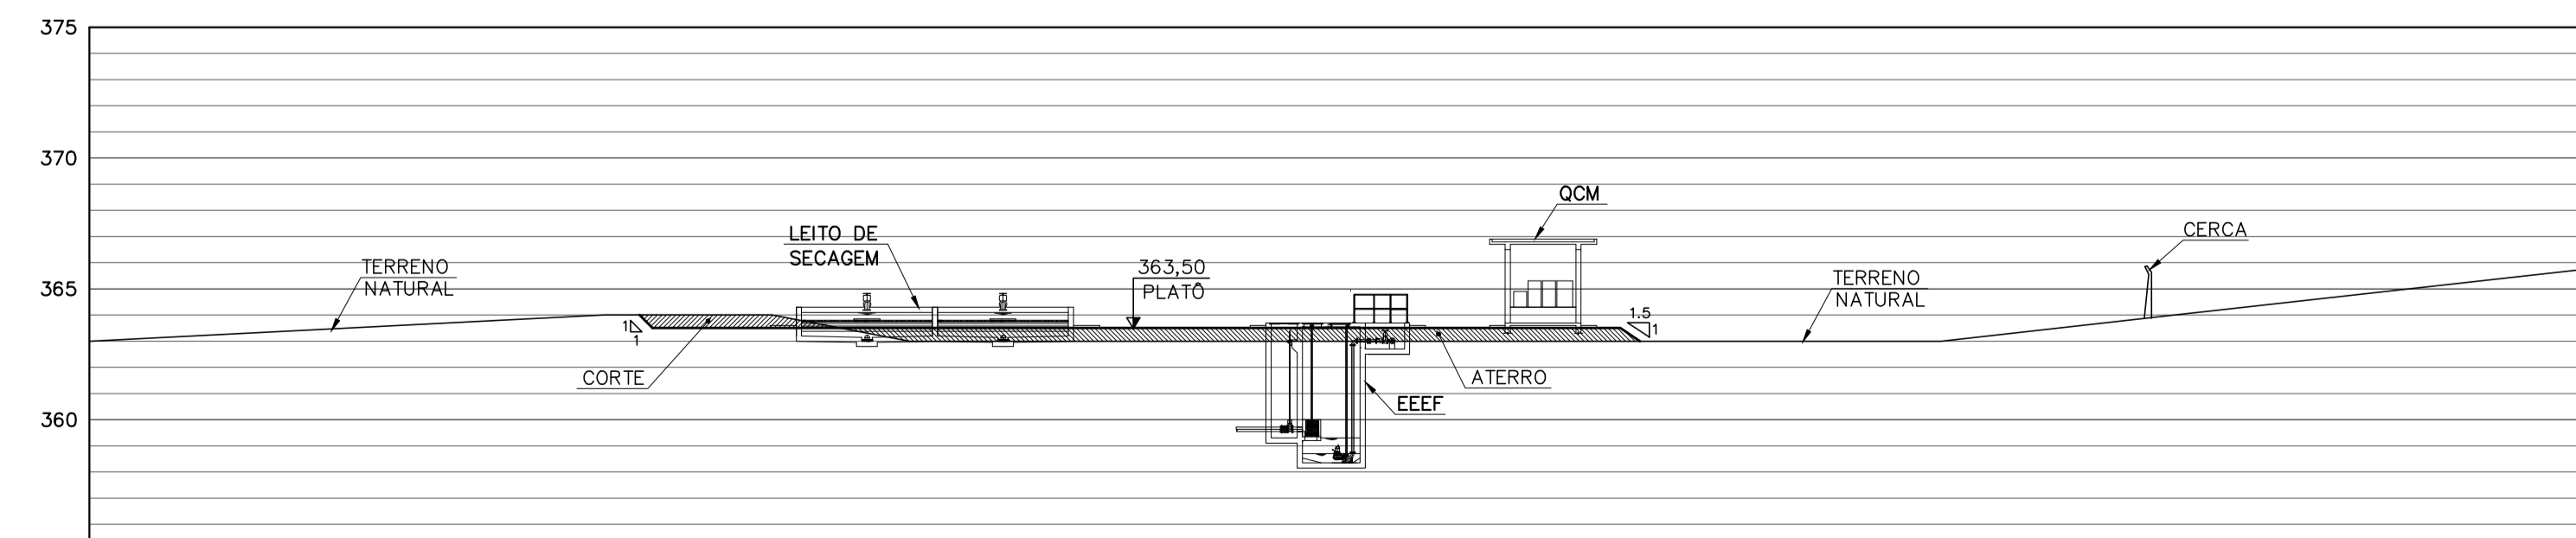 375
370
365
360
TERRENO
NATURAL
CORTE
1
1
LEITO DE
SECAGEM
363,50
PLATÔ
EEEF
ATERRO
QCM
1.5
1
TERRENO
NATURAL
CERCA